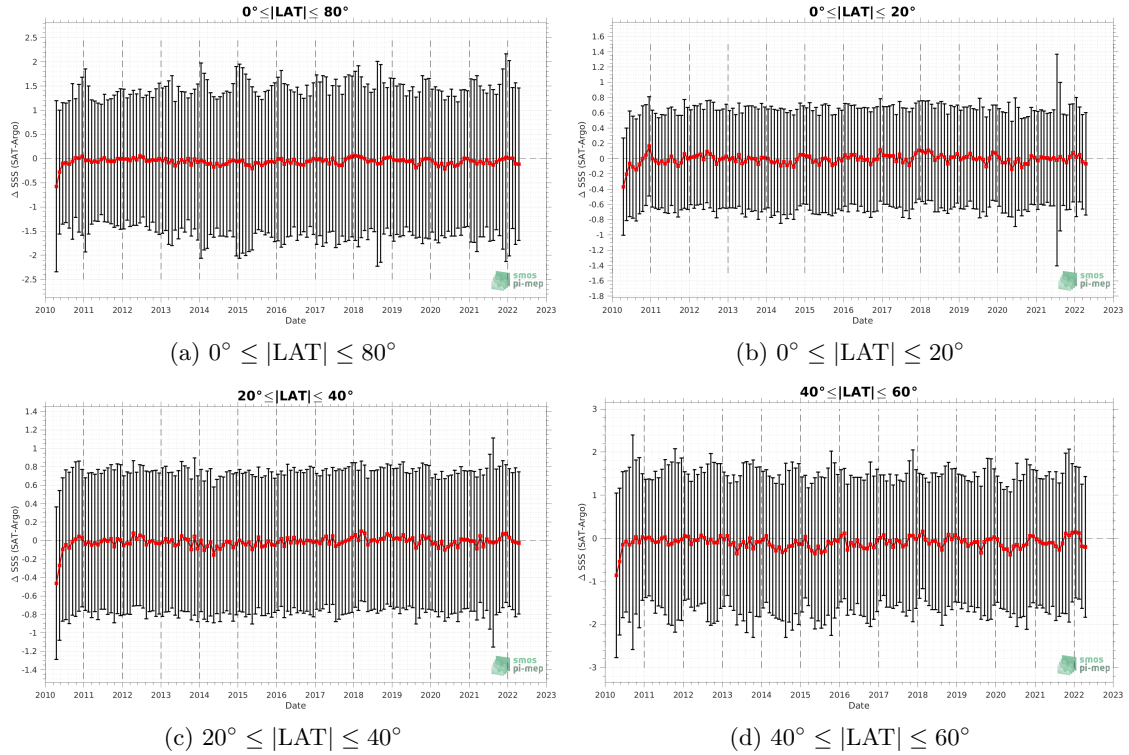 0°≤|LAT|≤ 80°
Δ SSS (SAT-Argo)
2.5
2
1.5
1
0.5
0
-0.5
-1
-1.5
-2
-2.5
2010 2011 2012 2013 2014 2015 2016 2017 2018 2019 2020 2021 2022 2023
Date
smos
pi-mep
(a) 0° ≤ |LAT| ≤ 80°
0°≤|LAT|≤ 20°
Δ SSS (SAT-Argo)
1.6
1.4
1.2
1
0.8
0.6
0.4
0.2
0
-0.2
-0.4
-0.6
-0.8
-1
-1.2
-1.4
-1.6
-1.8
2010 2011 2012 2013 2014 2015 2016 2017 2018 2019 2020 2021 2022 2023
Date
smos
pi-mep
(b) 0° ≤ |LAT| ≤ 20°
20°≤|LAT|≤ 40°
Δ SSS (SAT-Argo)
1.4
1.2
1
0.8
0.6
0.4
0.2
0
-0.2
-0.4
-0.6
-0.8
-1
-1.2
-1.4
2010 2011 2012 2013 2014 2015 2016 2017 2018 2019 2020 2021 2022 2023
Date
smos
pi-mep
(c) 20° ≤ |LAT| ≤ 40°
40°≤|LAT|≤ 60°
Δ SSS (SAT-Argo)
3
2
1
0
-1
-2
-3
2010 2011 2012 2013 2014 2015 2016 2017 2018 2019 2020 2021 2022 2023
Date
smos
pi-mep
(d) 40° ≤ |LAT| ≤ 60°